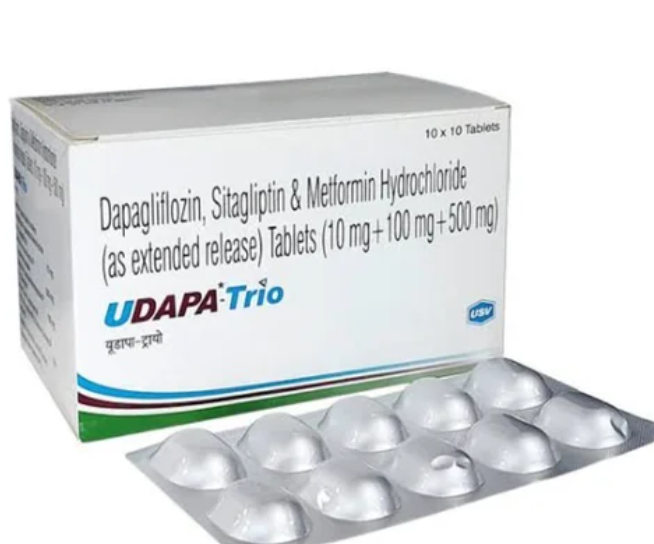 10 x 10 Tablets
Dapagliflozin, Sitagliptin & Metformin Hydrochloride
(as extended release) Tablets (10 mg+100 mg+500 mg)
UDAPA*-Trio
यूडापा-ट्रायो
USV